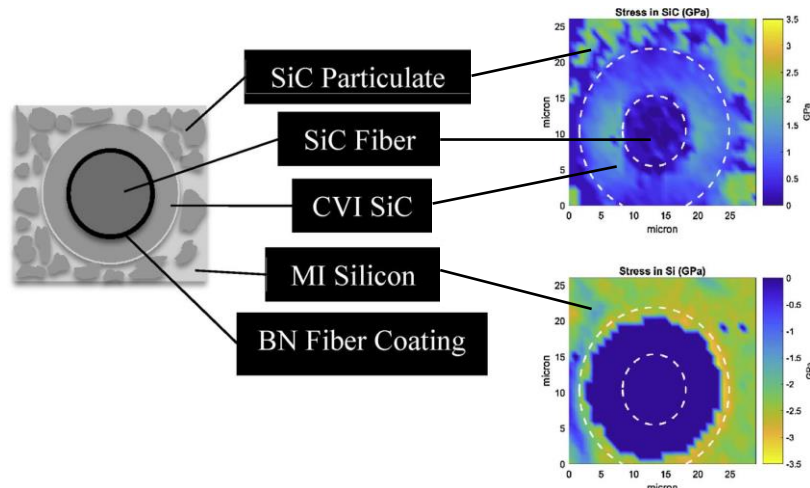 SiC Particulate
SiC Fiber
CVI SiC
MI Silicon
BN Fiber Coating
Stress in SiC (GPa)
25
20
15
10
5
0
micron
0 5 10 15 20 25
micron
3.5
3
2.5
2
1.5
1
0.5
0
GPa
Stress in Si (GPa)
25
20
15
10
5
0
micron
0 5 10 15 20 25
micron
0
-0.5
-1
-1.5
-2
-2.5
-3
-3.5
GPa